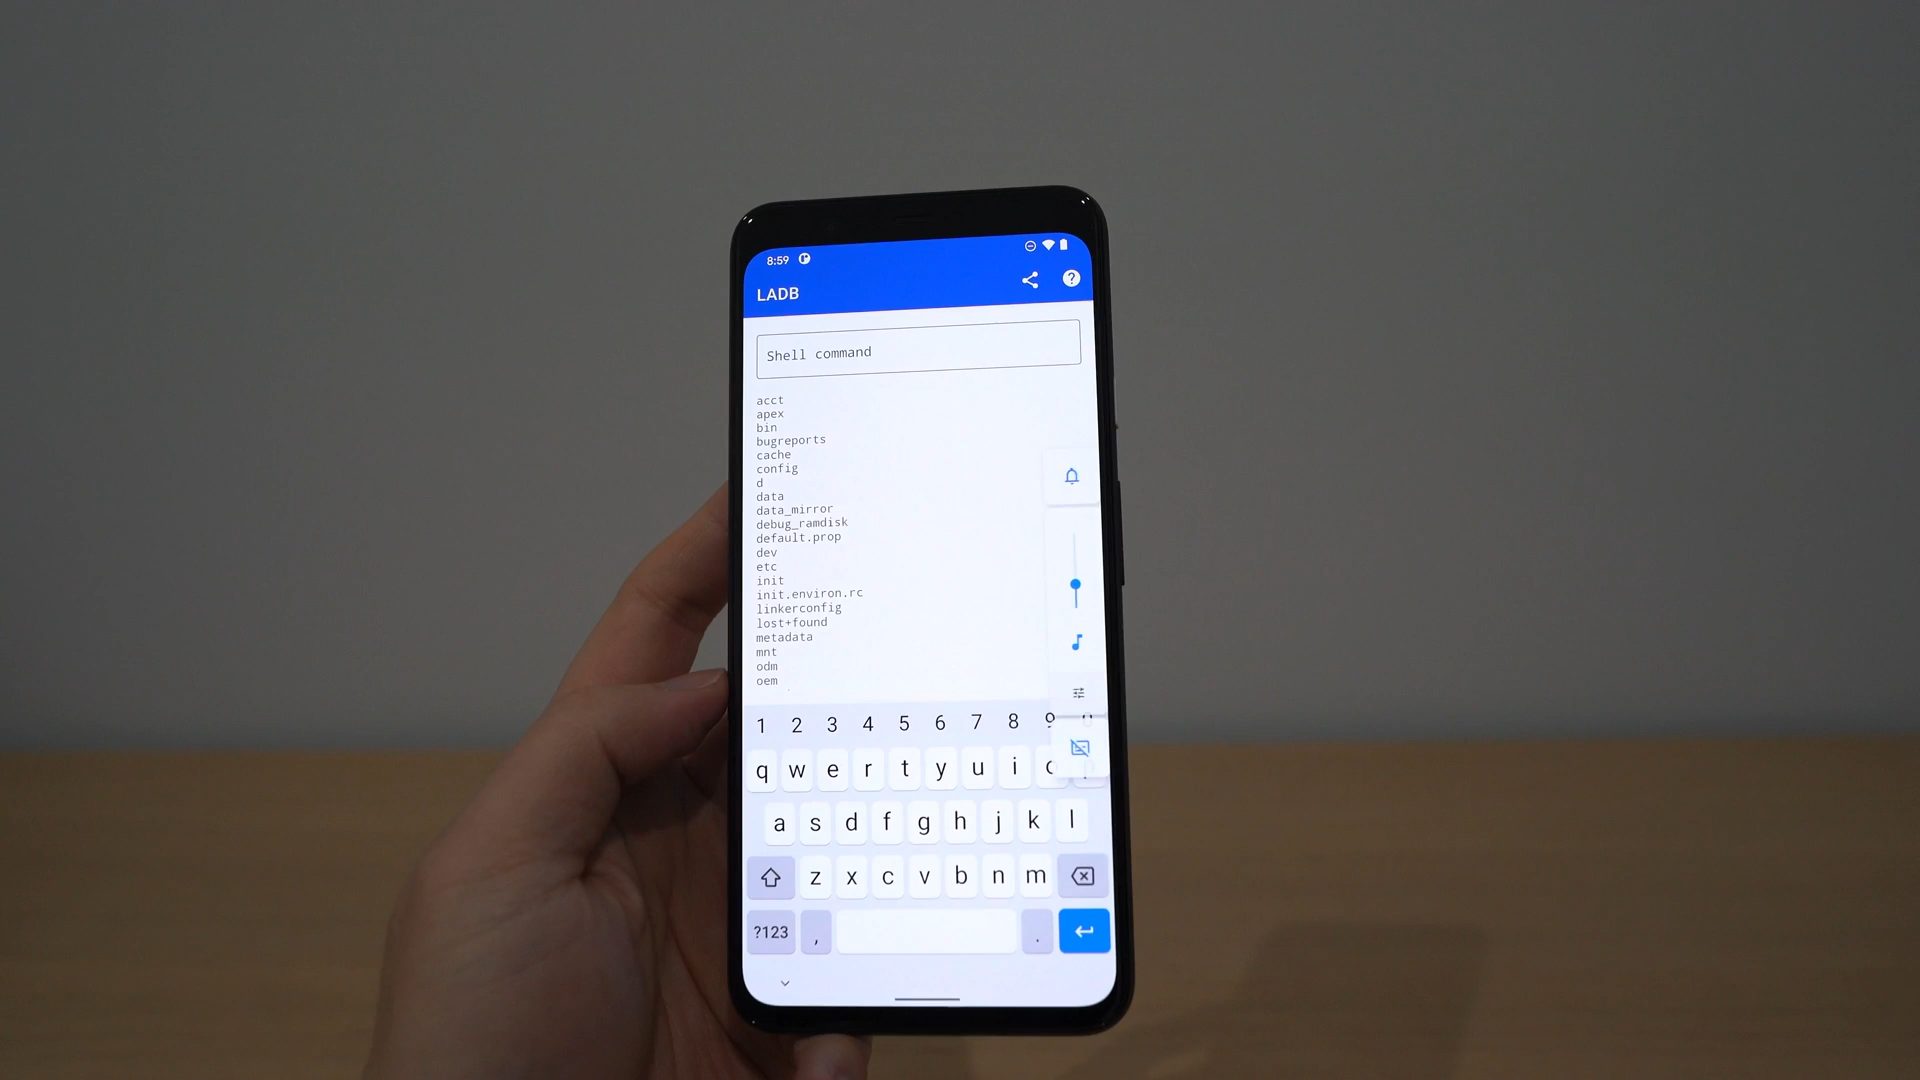 8:59
LADB
Shell command
acct
apex
bin
bugreports
cache
config
d
data
data_mirror
debug_ramdisk
default.prop
dev
etc
init
init.environ.rc
linkerconfig
lost+found
metadata
mnt
odm
oem
1 2 3 4 5 6 7 8 9
q w e r t y u i o
a s d f g h j k l
z x c v b n m
?123 , .